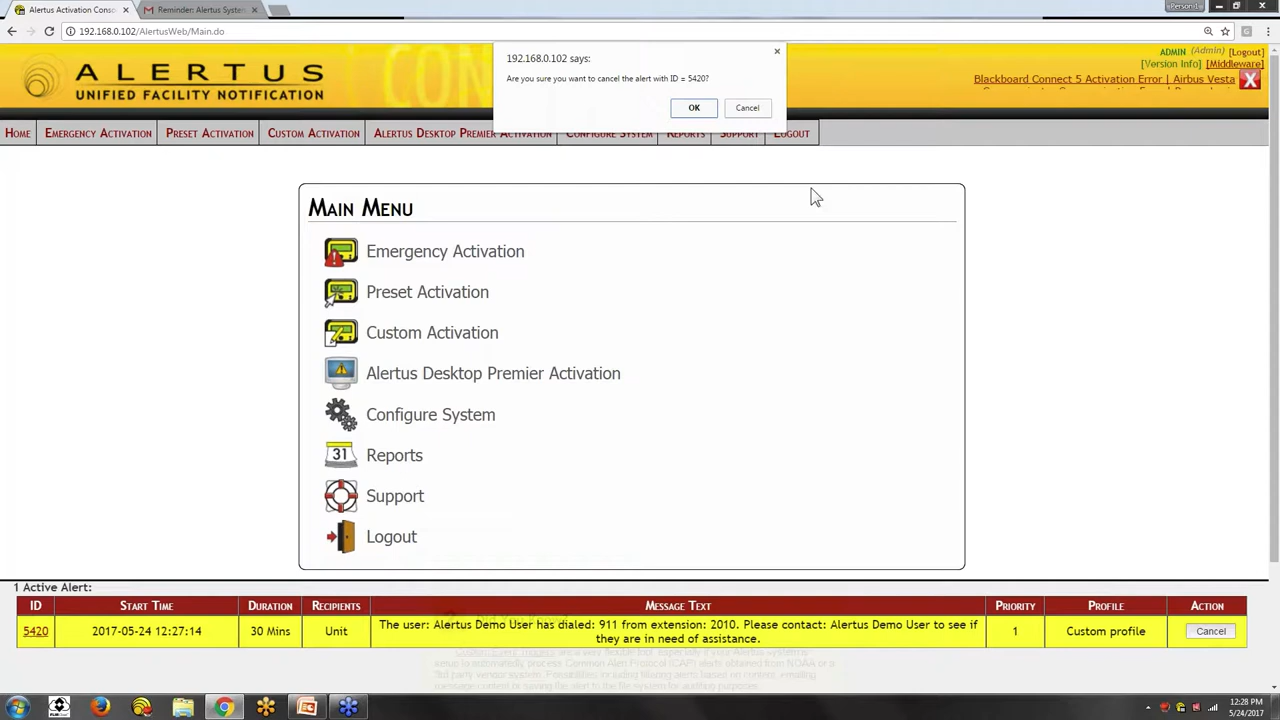 Alertus Activation Conso
Reminder: Alertus System
Person 1
192.168.0.102/AlertusWeb/Main.do
192.168.0.102 says:
Are you sure you want to cancel the alert with ID = 5420?
OK
Cancel
ALERTUS
UNIFIED FACILITY NOTIFICATION
ADMIN (Admin) [Logout]
[Version Info] [Middleware]
Blackboard Connect 5 Activation Error | Airbus Vesta
HOME
EMERGENCY ACTIVATION
PRESET ACTIVATION
CUSTOM ACTIVATION
ALERTUS DESKTOP PREMIER ACTIVATION
CONFIGURE SYSTEM
REPORTS
SUPPORT
LOGOUT
MAIN MENU
Emergency Activation
Preset Activation
Custom Activation
Alertus Desktop Premier Activation
Configure System
31
Reports
Support
Logout
1 Active Alert:
ID
START TIME
DURATION
RECIPIENTS
MESSAGE TEXT
PRIORITY
PROFILE
ACTION
5420
2017-05-24 12:27:14
30 Mins
Unit
The user: Alertus Demo User has dialed: 911 from extension: 2010. Please contact: Alertus Demo User to see if
they are in need of assistance.
1
Custom profile
Cancel
12:28 PM
5/24/2017